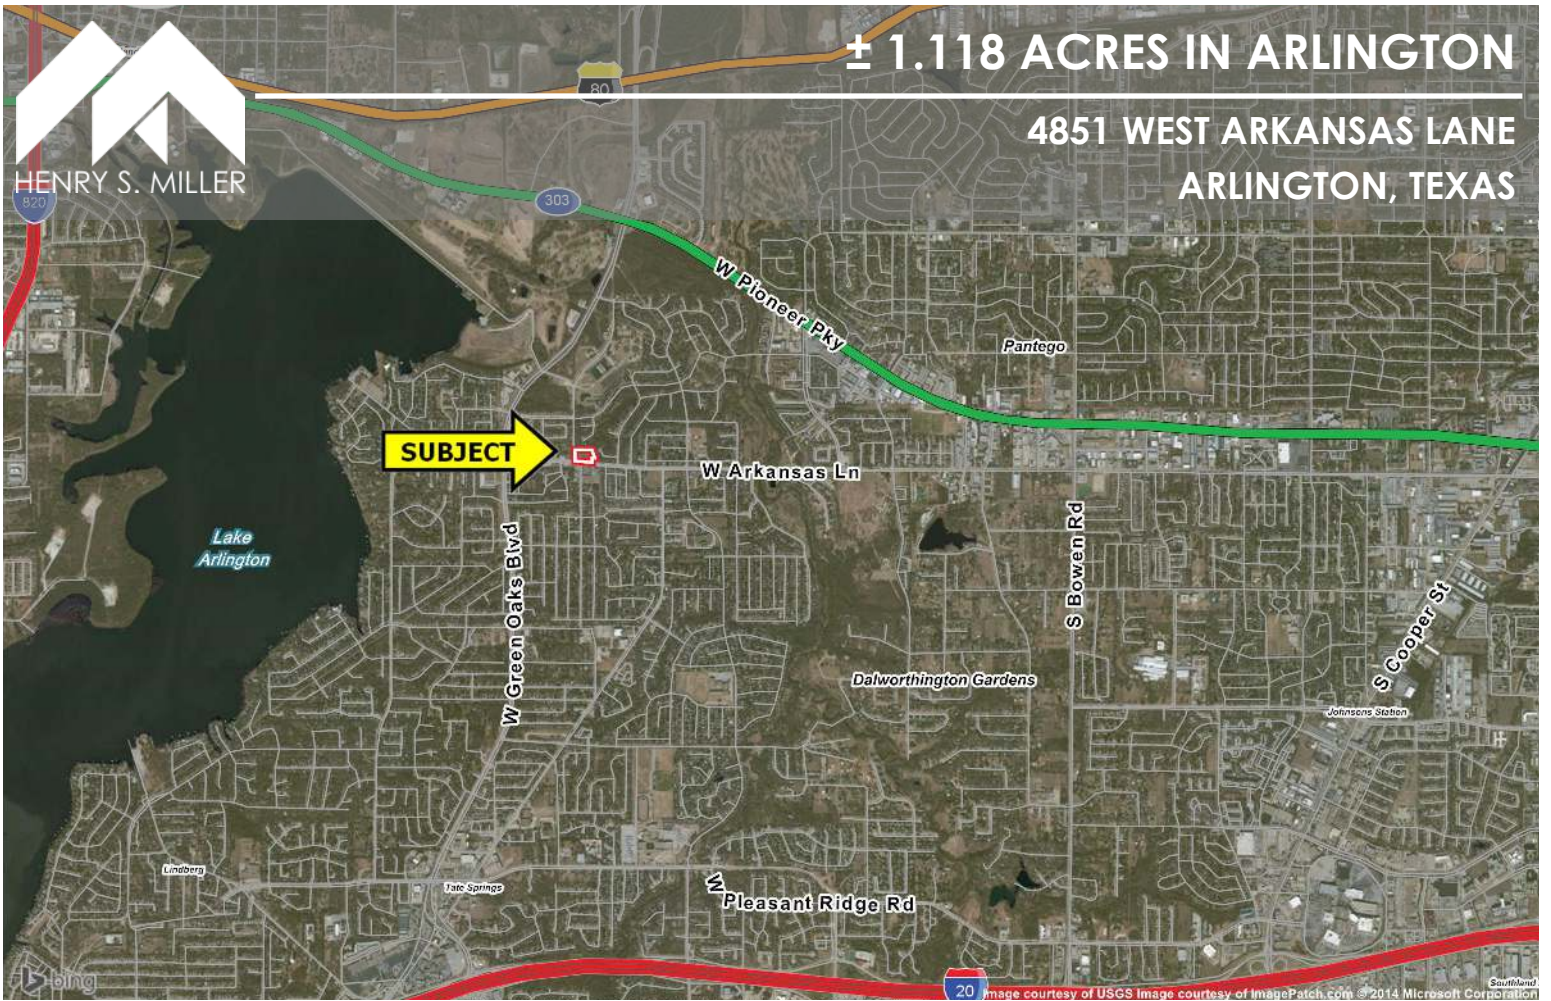 ± 1.118 ACRES IN ARLINGTON
4851 WEST ARKANSAS LANE
ARLINGTON, TEXAS
HENRY S. MILLER
820
80
303
W Pioneer Pky
Pantego
SUBJECT
W Arkansas Ln
Lake
Arlington
W Green Oaks Blvd
S Bowen Rd
S Cooper St
Dalworthington Gardens
Johnsons Station
Lindberg
Tate Springs
W Pleasant Ridge Rd
bing
20
Image courtesy of USGS Image courtesy of ImagePatch.com © 2014 Microsoft Corporation
Southland